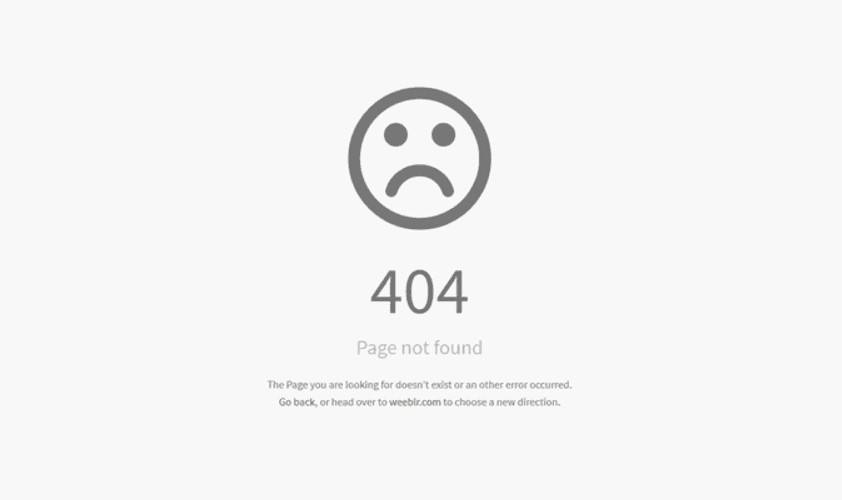 404
Page not found
The Page you are looking for doesn't exist or an other error occurred.
Go back, or head over to weeblr.com to choose a new direction.